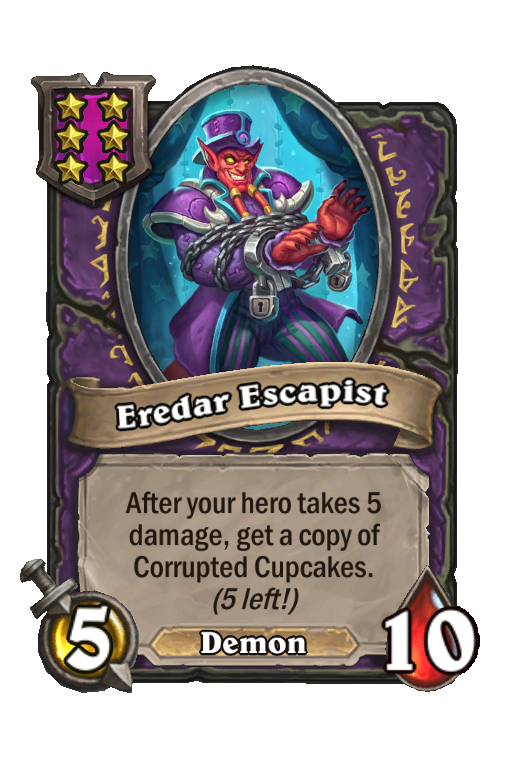 Eredar Escapist
After your hero takes 5
damage, get a copy of
Corrupted Cupcakes.
(5 left!)
Demon
5
10